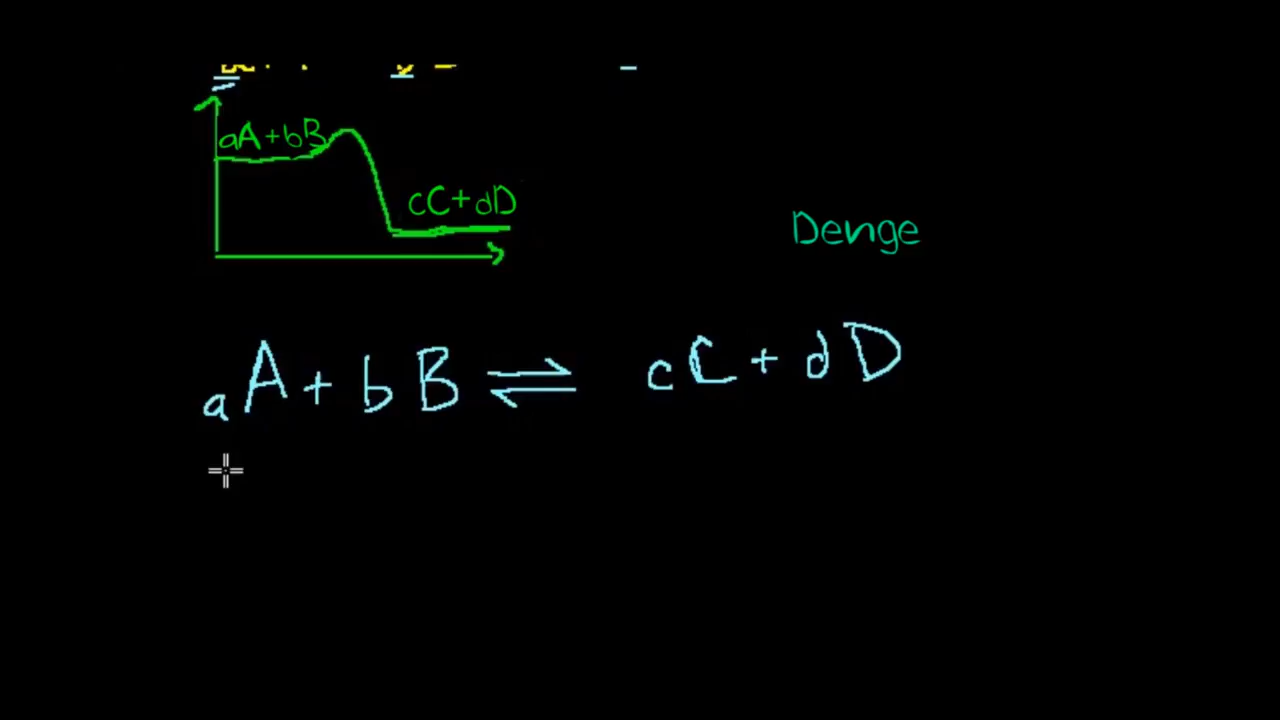 aA+bB
cC+dD
Denge
aA + bB ⇌ cC + dD